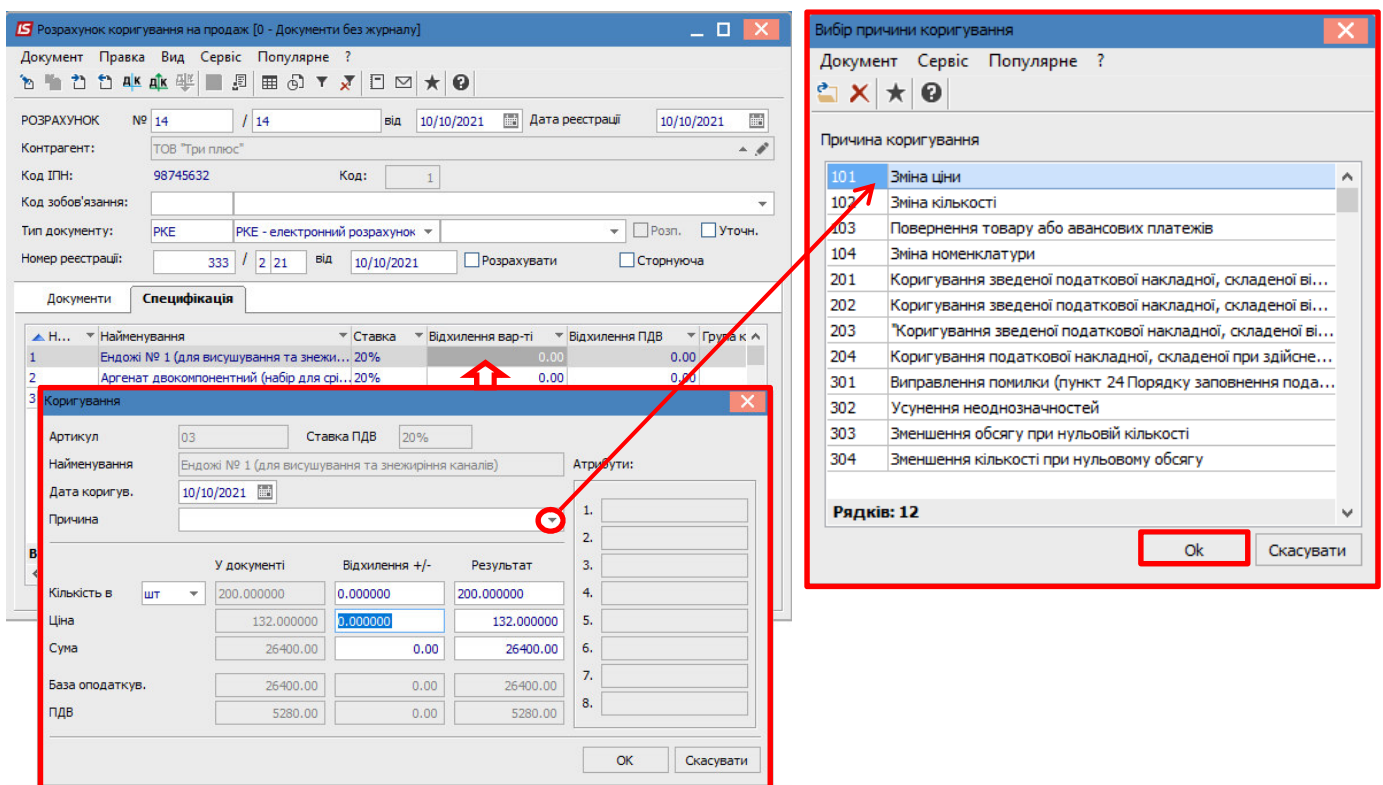 Розрахунок коригування на продаж [0 - Документи без журналу]
Документ Правка Вид Сервіс Популярне ?
РОЗРАХУНОК № 14 / 14 від 10/10/2021 Дата реєстрації 10/10/2021
Контрагент: ТОВ "Три плюс"
Код ІПН: 98745632 Код: 1
Код зобов'язання:
Тип документу: РКЕ РКЕ - електронний розрахунок Розп. Уточн.
Номер реєстрації: 333 / 2 21 від 10/10/2021 Розрахувати Сторнуюча
Документи Специфікація
Н... Найменування Ставка Відхилення вар-ті Відхилення ПДВ Група к
1 Ендожі № 1 (для висушування та знежи... 20% 0.00 0.00
2 Аргенат двокомпонентний (набір для срі... 20% 0.00 0.00
3
В
Коригування
Артикул 03 Ставка ПДВ 20%
Найменування Ендожі № 1 (для висушування та знежиріння каналів) Атрибути:
Дата коригув. 10/10/2021
Причина
1.
2.
У документі Відхилення +/- Результат 3.
Кількість в шт 200.000000 0.000000 200.000000 4.
Ціна 132.000000 0.000000 132.000000 5.
Сума 26400.00 0.00 26400.00 6.
База оподаткув. 26400.00 0.00 26400.00 7.
ПДВ 5280.00 0.00 5280.00 8.
OK Скасувати
Вибір причини коригування
Документ Сервіс Популярне ?
Причина коригування
101 Зміна ціни
102 Зміна кількості
103 Повернення товару або авансових платежів
104 Зміна номенклатури
201 Коригування зведеної податкової накладної, складеної ві...
202 Коригування зведеної податкової накладної, складеної ві...
203 "Коригування зведеної податкової накладної, складеної ві...
204 Коригування податкової накладної, складеної при здійсне...
301 Виправлення помилки (пункт 24 Порядку заповнення пода...
302 Усунення неоднозначностей
303 Зменшення обсягу при нульовій кількості
304 Зменшення кількості при нульовому обсягу
Рядків: 12
Ok Скасувати